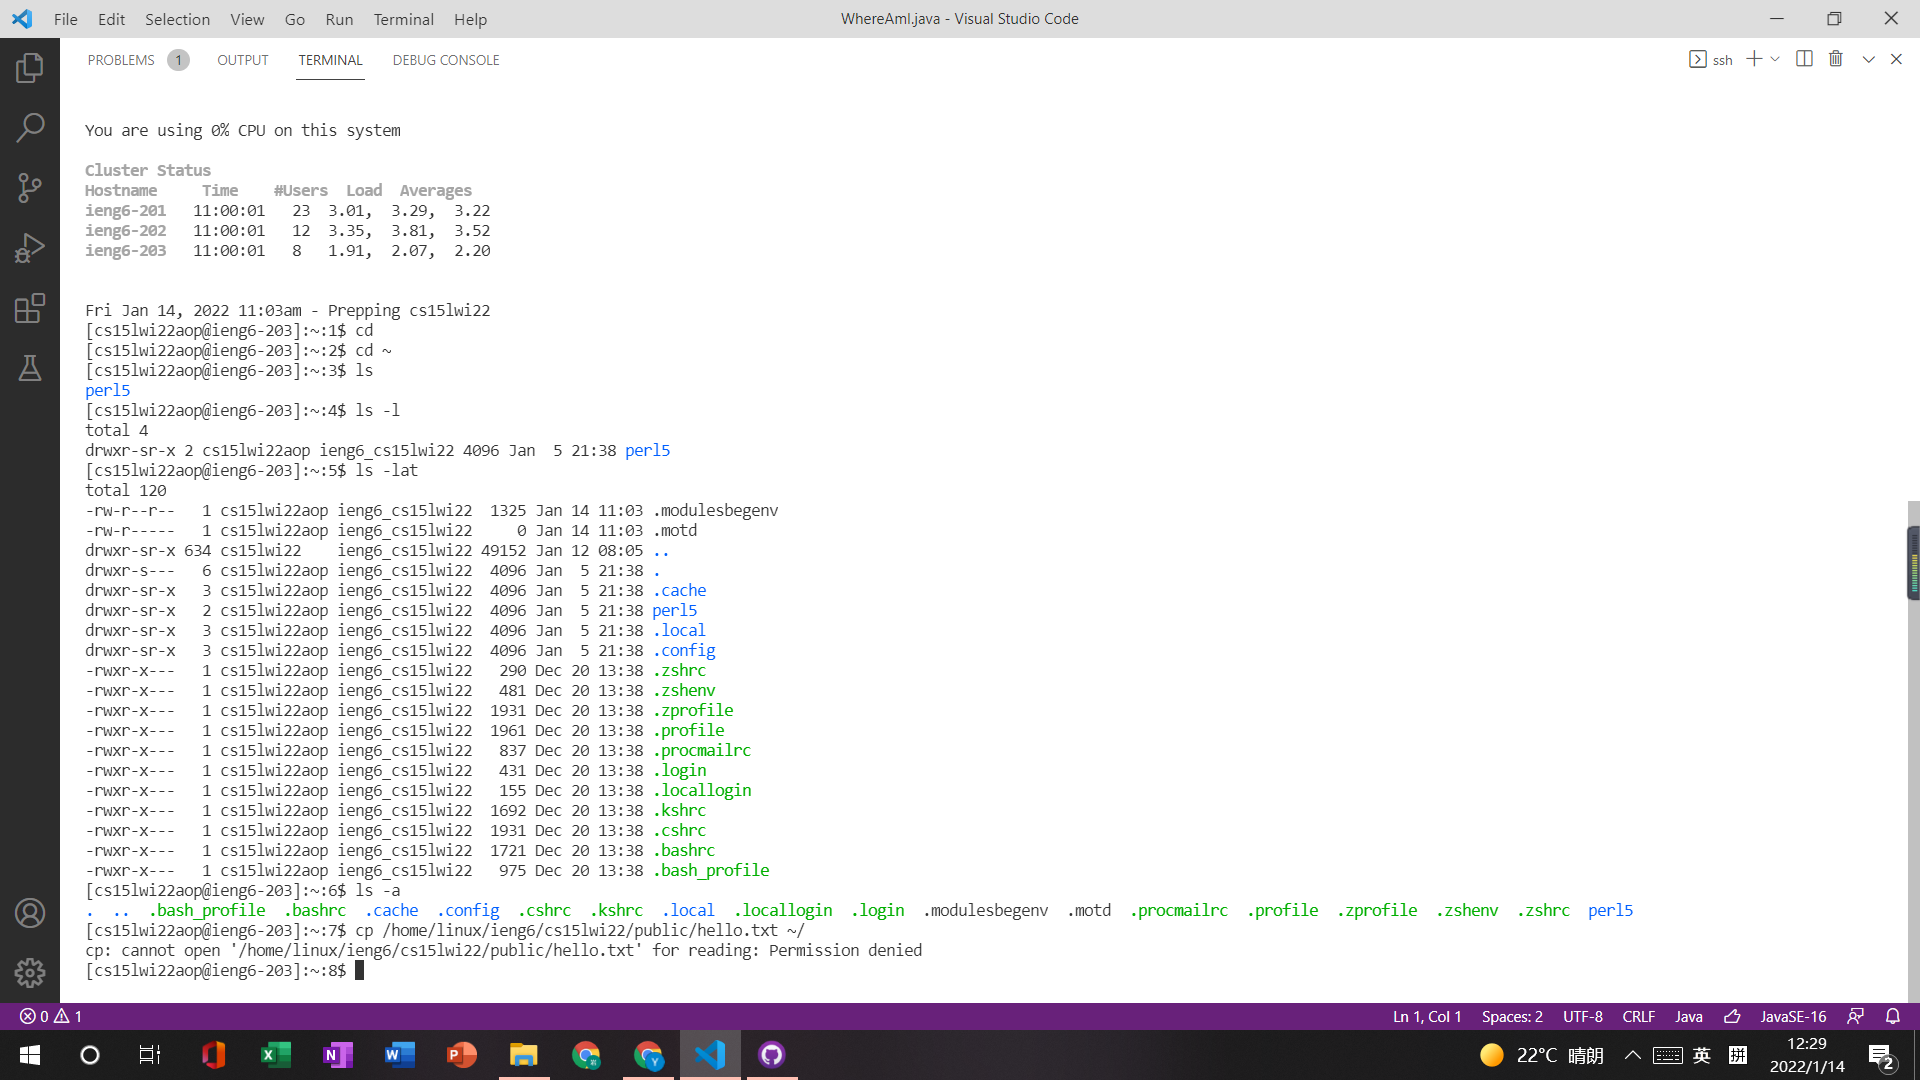 File Edit Selection View Go Run Terminal Help WhereAmI.java - Visual Studio Code
PROBLEMS 1 OUTPUT TERMINAL DEBUG CONSOLE ssh
You are using 0% CPU on this system
Cluster Status
Hostname Time #Users Load Averages
ieng6-201 11:00:01 23 3.01, 3.29, 3.22
ieng6-202 11:00:01 12 3.35, 3.81, 3.52
ieng6-203 11:00:01 8 1.91, 2.07, 2.20
Fri Jan 14, 2022 11:03am - Prepping cs15lwi22
[cs15lwi22aop@ieng6-203]:~:1$ cd
[cs15lwi22aop@ieng6-203]:~:2$ cd ~
[cs15lwi22aop@ieng6-203]:~:3$ ls
perl5
[cs15lwi22aop@ieng6-203]:~:4$ ls -l
total 4
drwxr-sr-x 2 cs15lwi22aop ieng6_cs15lwi22 4096 Jan 5 21:38 perl5
[cs15lwi22aop@ieng6-203]:~:5$ ls -lat
total 120
-rw-r--r-- 1 cs15lwi22aop ieng6_cs15lwi22 1325 Jan 14 11:03 .modulesbegenv
-rw-r----- 1 cs15lwi22aop ieng6_cs15lwi22 0 Jan 14 11:03 .motd
drwxr-sr-x 634 cs15lwi22 ieng6_cs15lwi22 49152 Jan 12 08:05 ..
drwxr-s--- 6 cs15lwi22aop ieng6_cs15lwi22 4096 Jan 5 21:38 .
drwxr-sr-x 3 cs15lwi22aop ieng6_cs15lwi22 4096 Jan 5 21:38 .cache
drwxr-sr-x 2 cs15lwi22aop ieng6_cs15lwi22 4096 Jan 5 21:38 perl5
drwxr-sr-x 3 cs15lwi22aop ieng6_cs15lwi22 4096 Jan 5 21:38 .local
drwxr-sr-x 3 cs15lwi22aop ieng6_cs15lwi22 4096 Jan 5 21:38 .config
-rwxr-x--- 1 cs15lwi22aop ieng6_cs15lwi22 290 Dec 20 13:38 .zshrc
-rwxr-x--- 1 cs15lwi22aop ieng6_cs15lwi22 481 Dec 20 13:38 .zshenv
-rwxr-x--- 1 cs15lwi22aop ieng6_cs15lwi22 1931 Dec 20 13:38 .zprofile
-rwxr-x--- 1 cs15lwi22aop ieng6_cs15lwi22 1961 Dec 20 13:38 .profile
-rwxr-x--- 1 cs15lwi22aop ieng6_cs15lwi22 837 Dec 20 13:38 .procmailrc
-rwxr-x--- 1 cs15lwi22aop ieng6_cs15lwi22 431 Dec 20 13:38 .login
-rwxr-x--- 1 cs15lwi22aop ieng6_cs15lwi22 155 Dec 20 13:38 .locallogin
-rwxr-x--- 1 cs15lwi22aop ieng6_cs15lwi22 1692 Dec 20 13:38 .kshrc
-rwxr-x--- 1 cs15lwi22aop ieng6_cs15lwi22 1931 Dec 20 13:38 .cshrc
-rwxr-x--- 1 cs15lwi22aop ieng6_cs15lwi22 1721 Dec 20 13:38 .bashrc
-rwxr-x--- 1 cs15lwi22aop ieng6_cs15lwi22 975 Dec 20 13:38 .bash_profile
[cs15lwi22aop@ieng6-203]:~:6$ ls -a
. .. .bash_profile .bashrc .cache .config .cshrc .kshrc .local .locallogin .login .modulesbegenv .motd .procmailrc .profile .zprofile .zshenv .zshrc perl5
[cs15lwi22aop@ieng6-203]:~:7$ cp /home/linux/ieng6/cs15lwi22/public/hello.txt ~/
cp: cannot open '/home/linux/ieng6/cs15lwi22/public/hello.txt' for reading: Permission denied
[cs15lwi22aop@ieng6-203]:~:8$
0 1 Ln 1, Col 1 Spaces: 2 UTF-8 CRLF Java JavaSE-16
22°C 晴朗 英 拼 12:29
2022/1/14 2